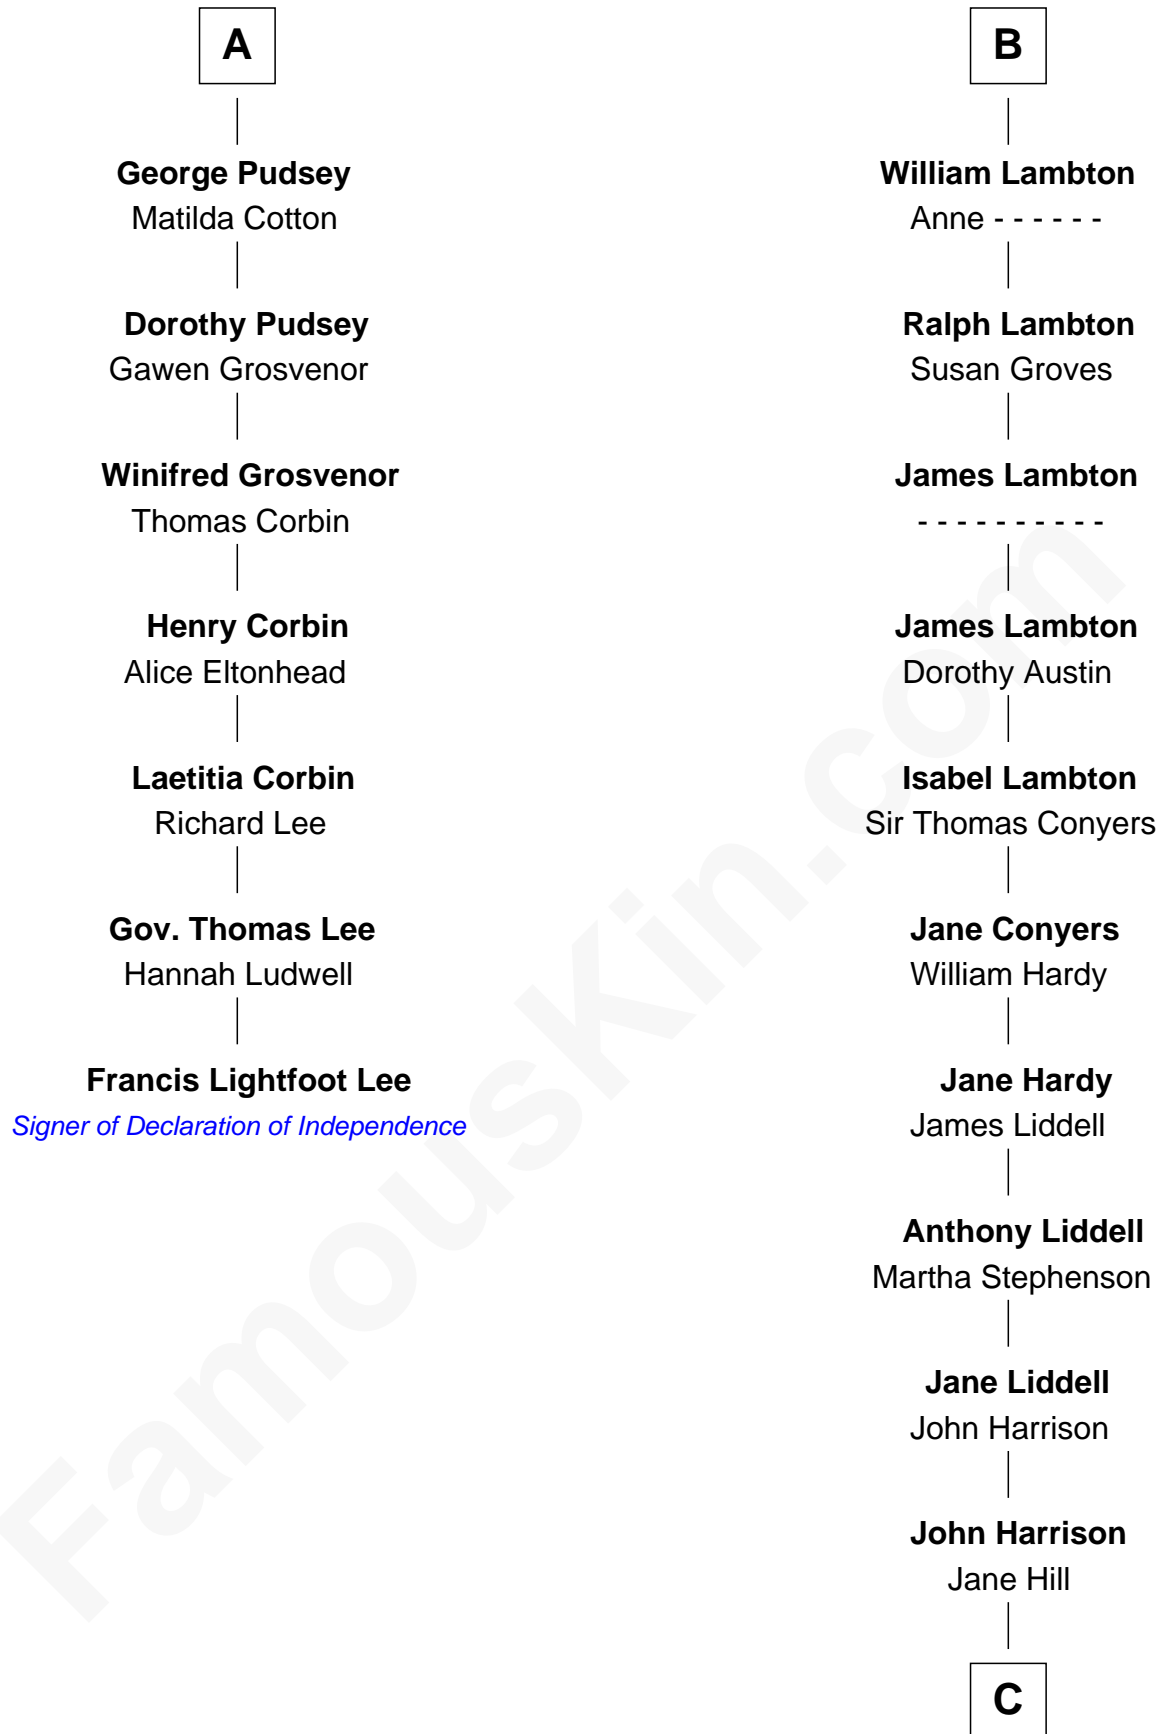 A
George Pudsey
Matilda Cotton
Dorothy Pudsey
Gawen Grosvenor
Winifred Grosvenor
Thomas Corbin
Henry Corbin
Alice Eltonhead
Laetitia Corbin
Richard Lee
Gov. Thomas Lee
Hannah Ludwell
Francis Lightfoot Lee
Signer of Declaration of Independence
B
William Lambton
Anne - - - - - -
Ralph Lambton
Susan Groves
James Lambton
- - - - - - - - - -
James Lambton
Dorothy Austin
Isabel Lambton
Sir Thomas Conyers
Jane Conyers
William Hardy
Jane Hardy
James Liddell
Anthony Liddell
Martha Stephenson
Jane Liddell
John Harrison
John Harrison
Jane Hill
C
FamousKin.com